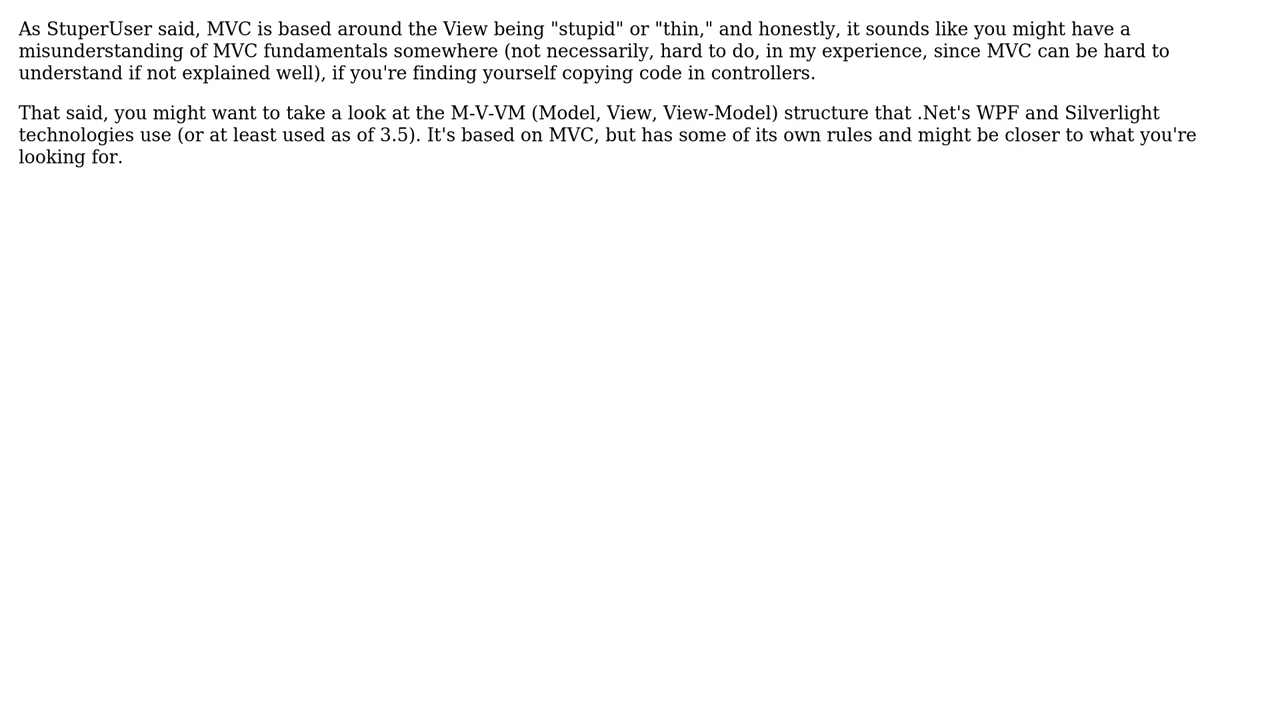 As StuperUser said, MVC is based around the View being "stupid" or "thin," and honestly, it sounds like you might have a
misunderstanding of MVC fundamentals somewhere (not necessarily, hard to do, in my experience, since MVC can be hard to
understand if not explained well), if you're finding yourself copying code in controllers.
That said, you might want to take a look at the M-V-VM (Model, View, View-Model) structure that .Net's WPF and Silverlight
technologies use (or at least used as of 3.5). It's based on MVC, but has some of its own rules and might be closer to what you're
looking for.